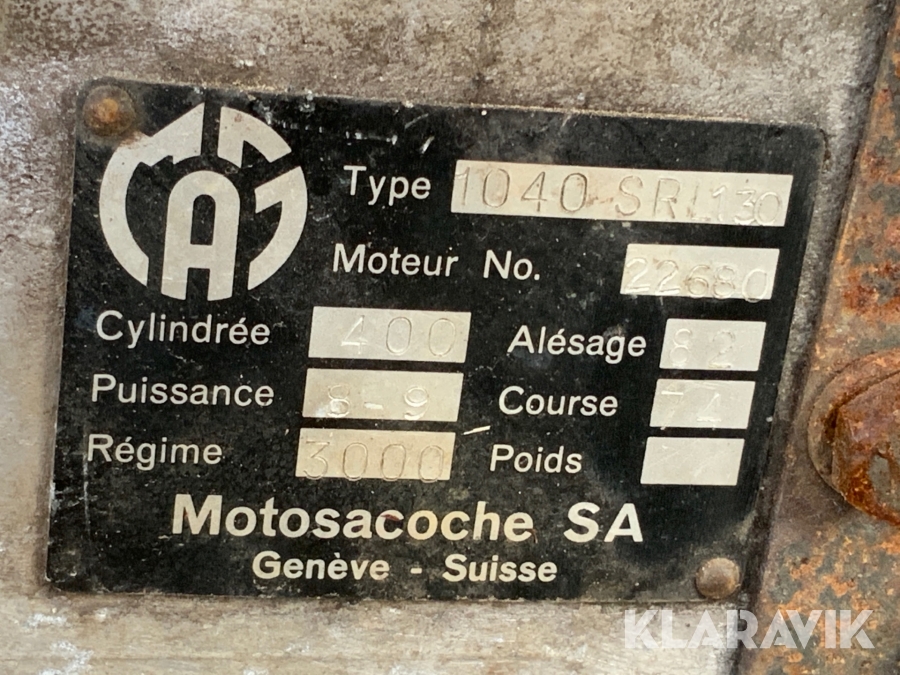 MAG
Type 1040 SRL130
Moteur No. 22680
Cylindrée 400 Alésage 82
Puissance 8-9 Course 74
Régime 3000 Poids
Motosacoche SA
Genève - Suisse
KLARAVIK